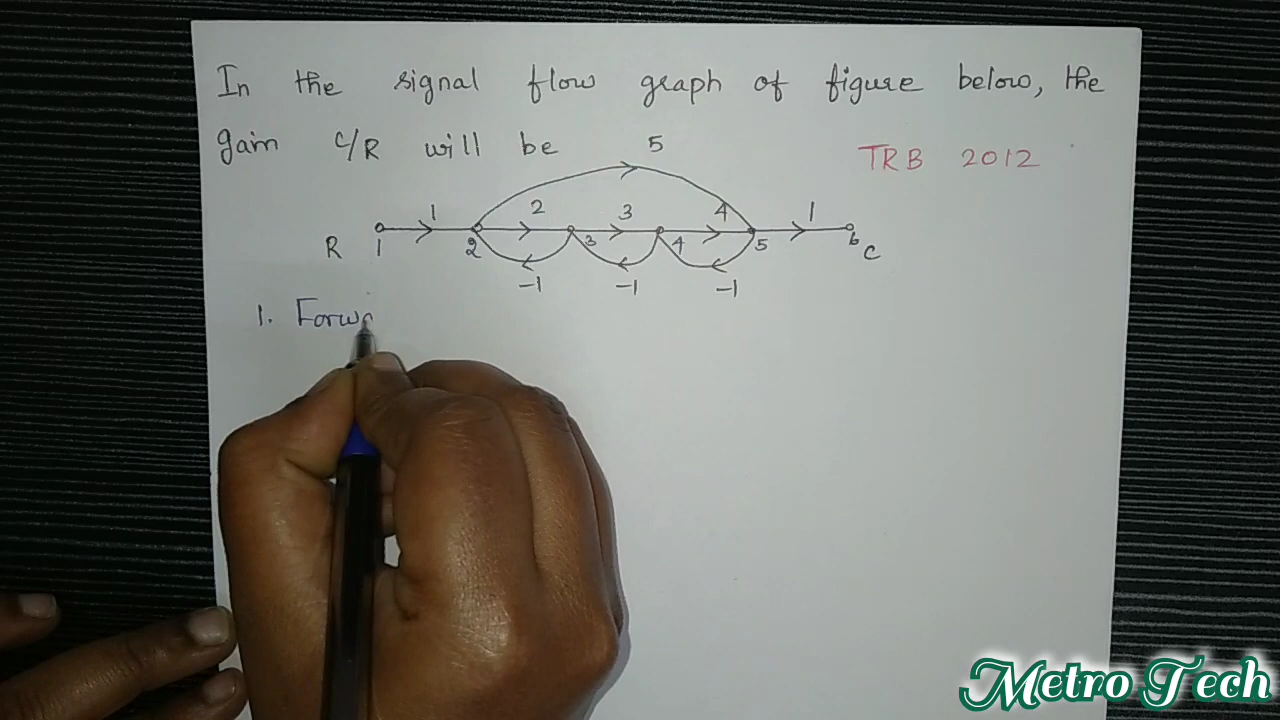 In the signal flow graph of figure below, the
gain C/R will be
TRB 2012
5
1 2 3 4 1
R 1 2 3 4 5 6 C
-1 -1 -1
1. Forwa
Metro Tech